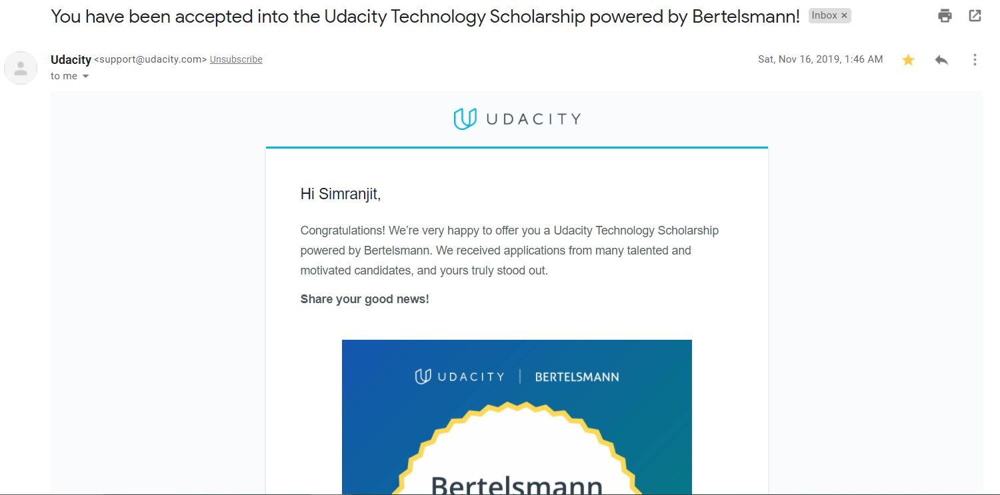 You have been accepted into the Udacity Technology Scholarship powered by Bertelsmann! Inbox ×
Udacity <support@udacity.com> Unsubscribe Sat, Nov 16, 2019, 1:46 AM
to me
UDACITY
Hi Simranjit,
Congratulations! We’re very happy to offer you a Udacity Technology Scholarship
powered by Bertelsmann. We received applications from many talented and
motivated candidates, and yours truly stood out.
Share your good news!
UDACITY | BERTELSMANN
Bertelsmann